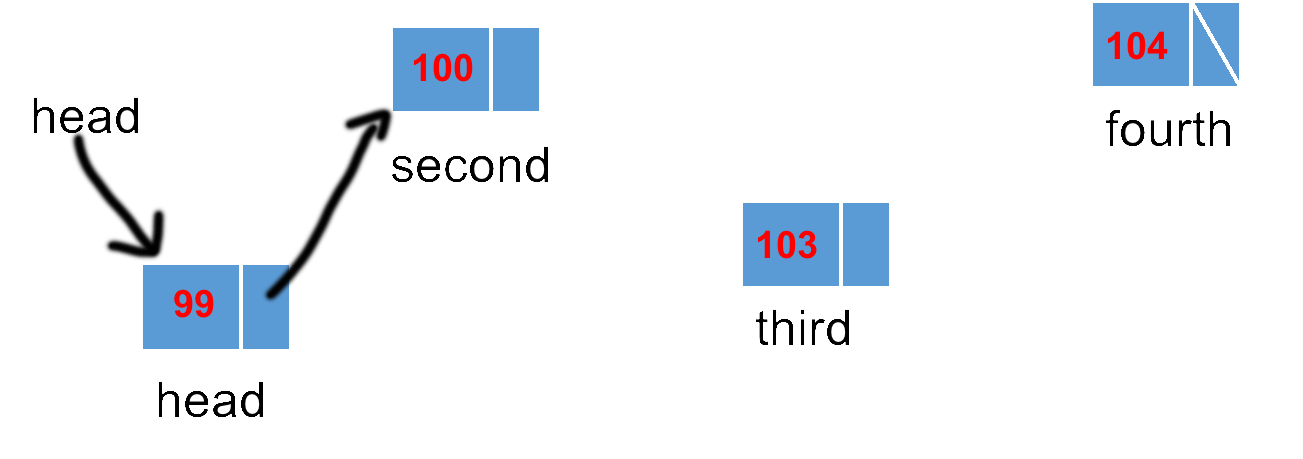 head
99
head
100
second
103
third
104
fourth